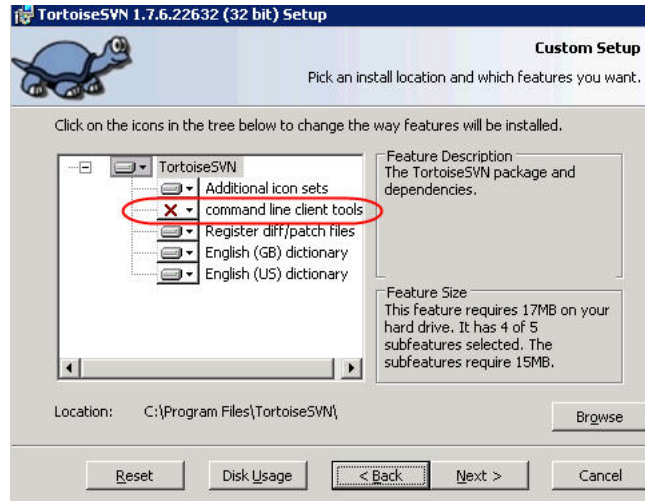 TortoiseSVN 1.7.6.22632 (32 bit) Setup
Custom Setup
Pick an install location and which features you want.
Click on the icons in the tree below to change the way features will be installed.
TortoiseSVN
Additional icon sets
command line client tools
Register diff/patch files
English (GB) dictionary
English (US) dictionary
Feature Description
The TortoiseSVN package and
dependencies.
Feature Size
This feature requires 17MB on your
hard drive. It has 4 of 5
subfeatures selected. The
subfeatures require 15MB.
Location: C:\Program Files\TortoiseSVN\
Browse
Reset Disk Usage < Back Next > Cancel